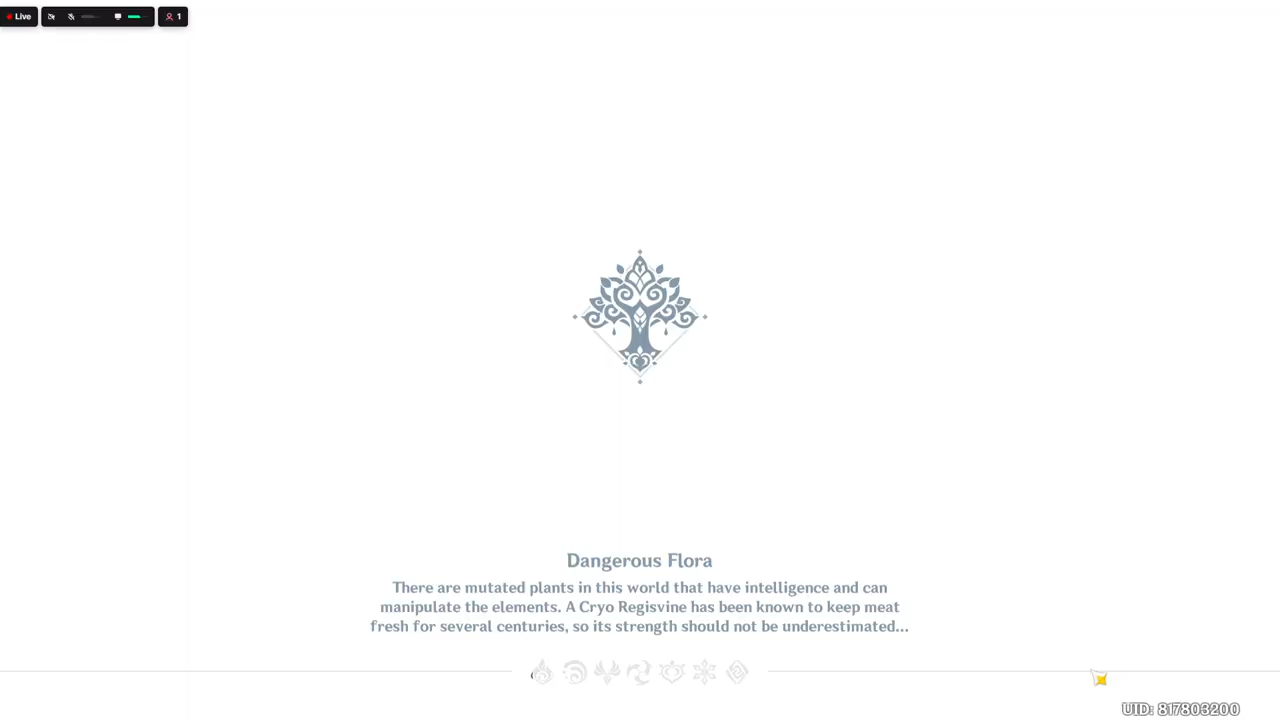 Live
1
Dangerous Flora
There are mutated plants in this world that have intelligence and can
manipulate the elements. A Cryo Regisvine has been known to keep meat
fresh for several centuries, so its strength should not be underestimated...
UID: 817803200